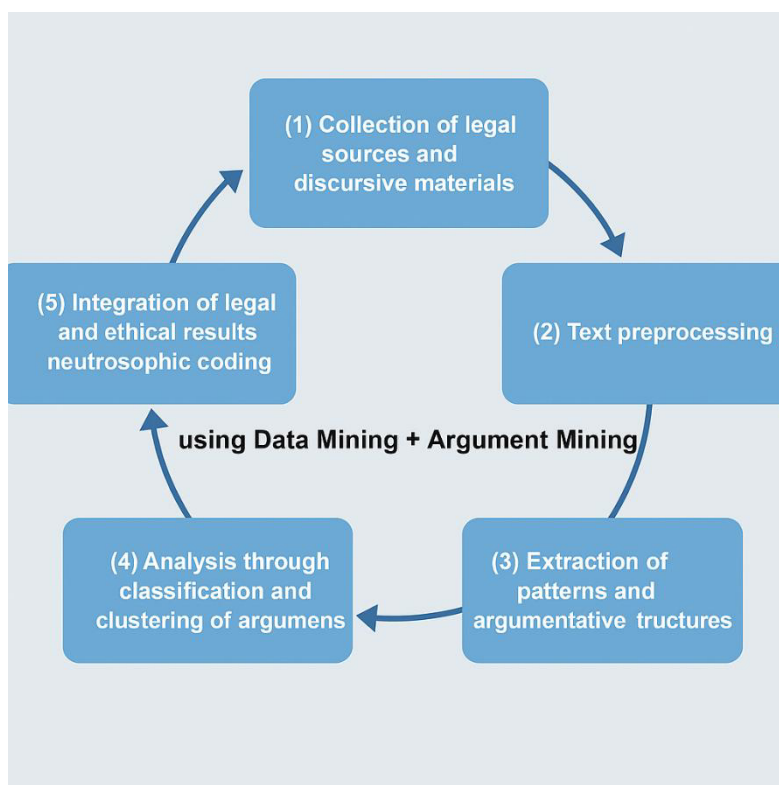 (1) Collection of legal
sources and
discursive materials
(2) Text preprocessing
(3) Extraction of
patterns and
argumentative tructures
(4) Analysis through
classification and
clustering of argumens
(5) Integration of legal
and ethical results
neutrosophic coding
using Data Mining + Argument Mining